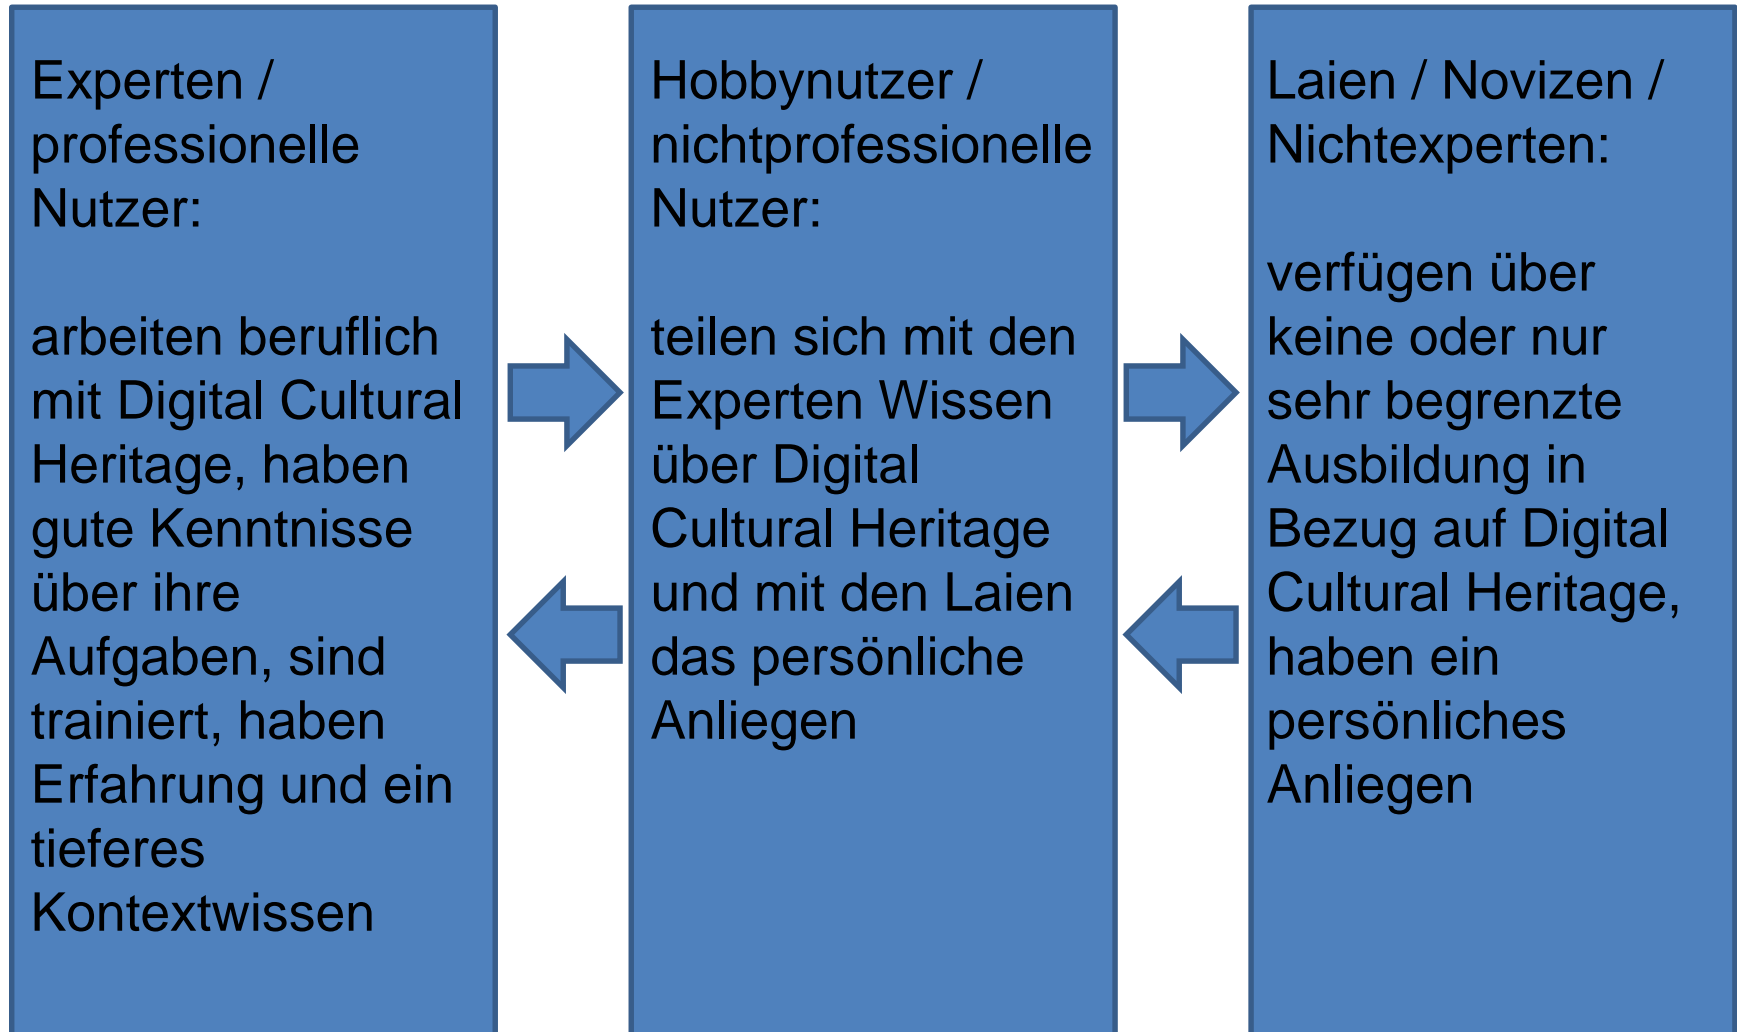 Experten /
professionelle
Nutzer:
arbeiten beruflich
mit Digital Cultural
Heritage, haben
gute Kenntnisse
über ihre
Aufgaben, sind
trainiert, haben
Erfahrung und ein
tieferes
Kontextwissen
Hobbynutzer /
nichtprofessionelle
Nutzer:
teilen sich mit den
Experten Wissen
über Digital
Cultural Heritage
und mit den Laien
das persönliche
Anliegen
Laien / Novizen /
Nichtexperten:
verfügen über
keine oder nur
sehr begrenzte
Ausbildung in
Bezug auf Digital
Cultural Heritage,
haben ein
persönliches
Anliegen